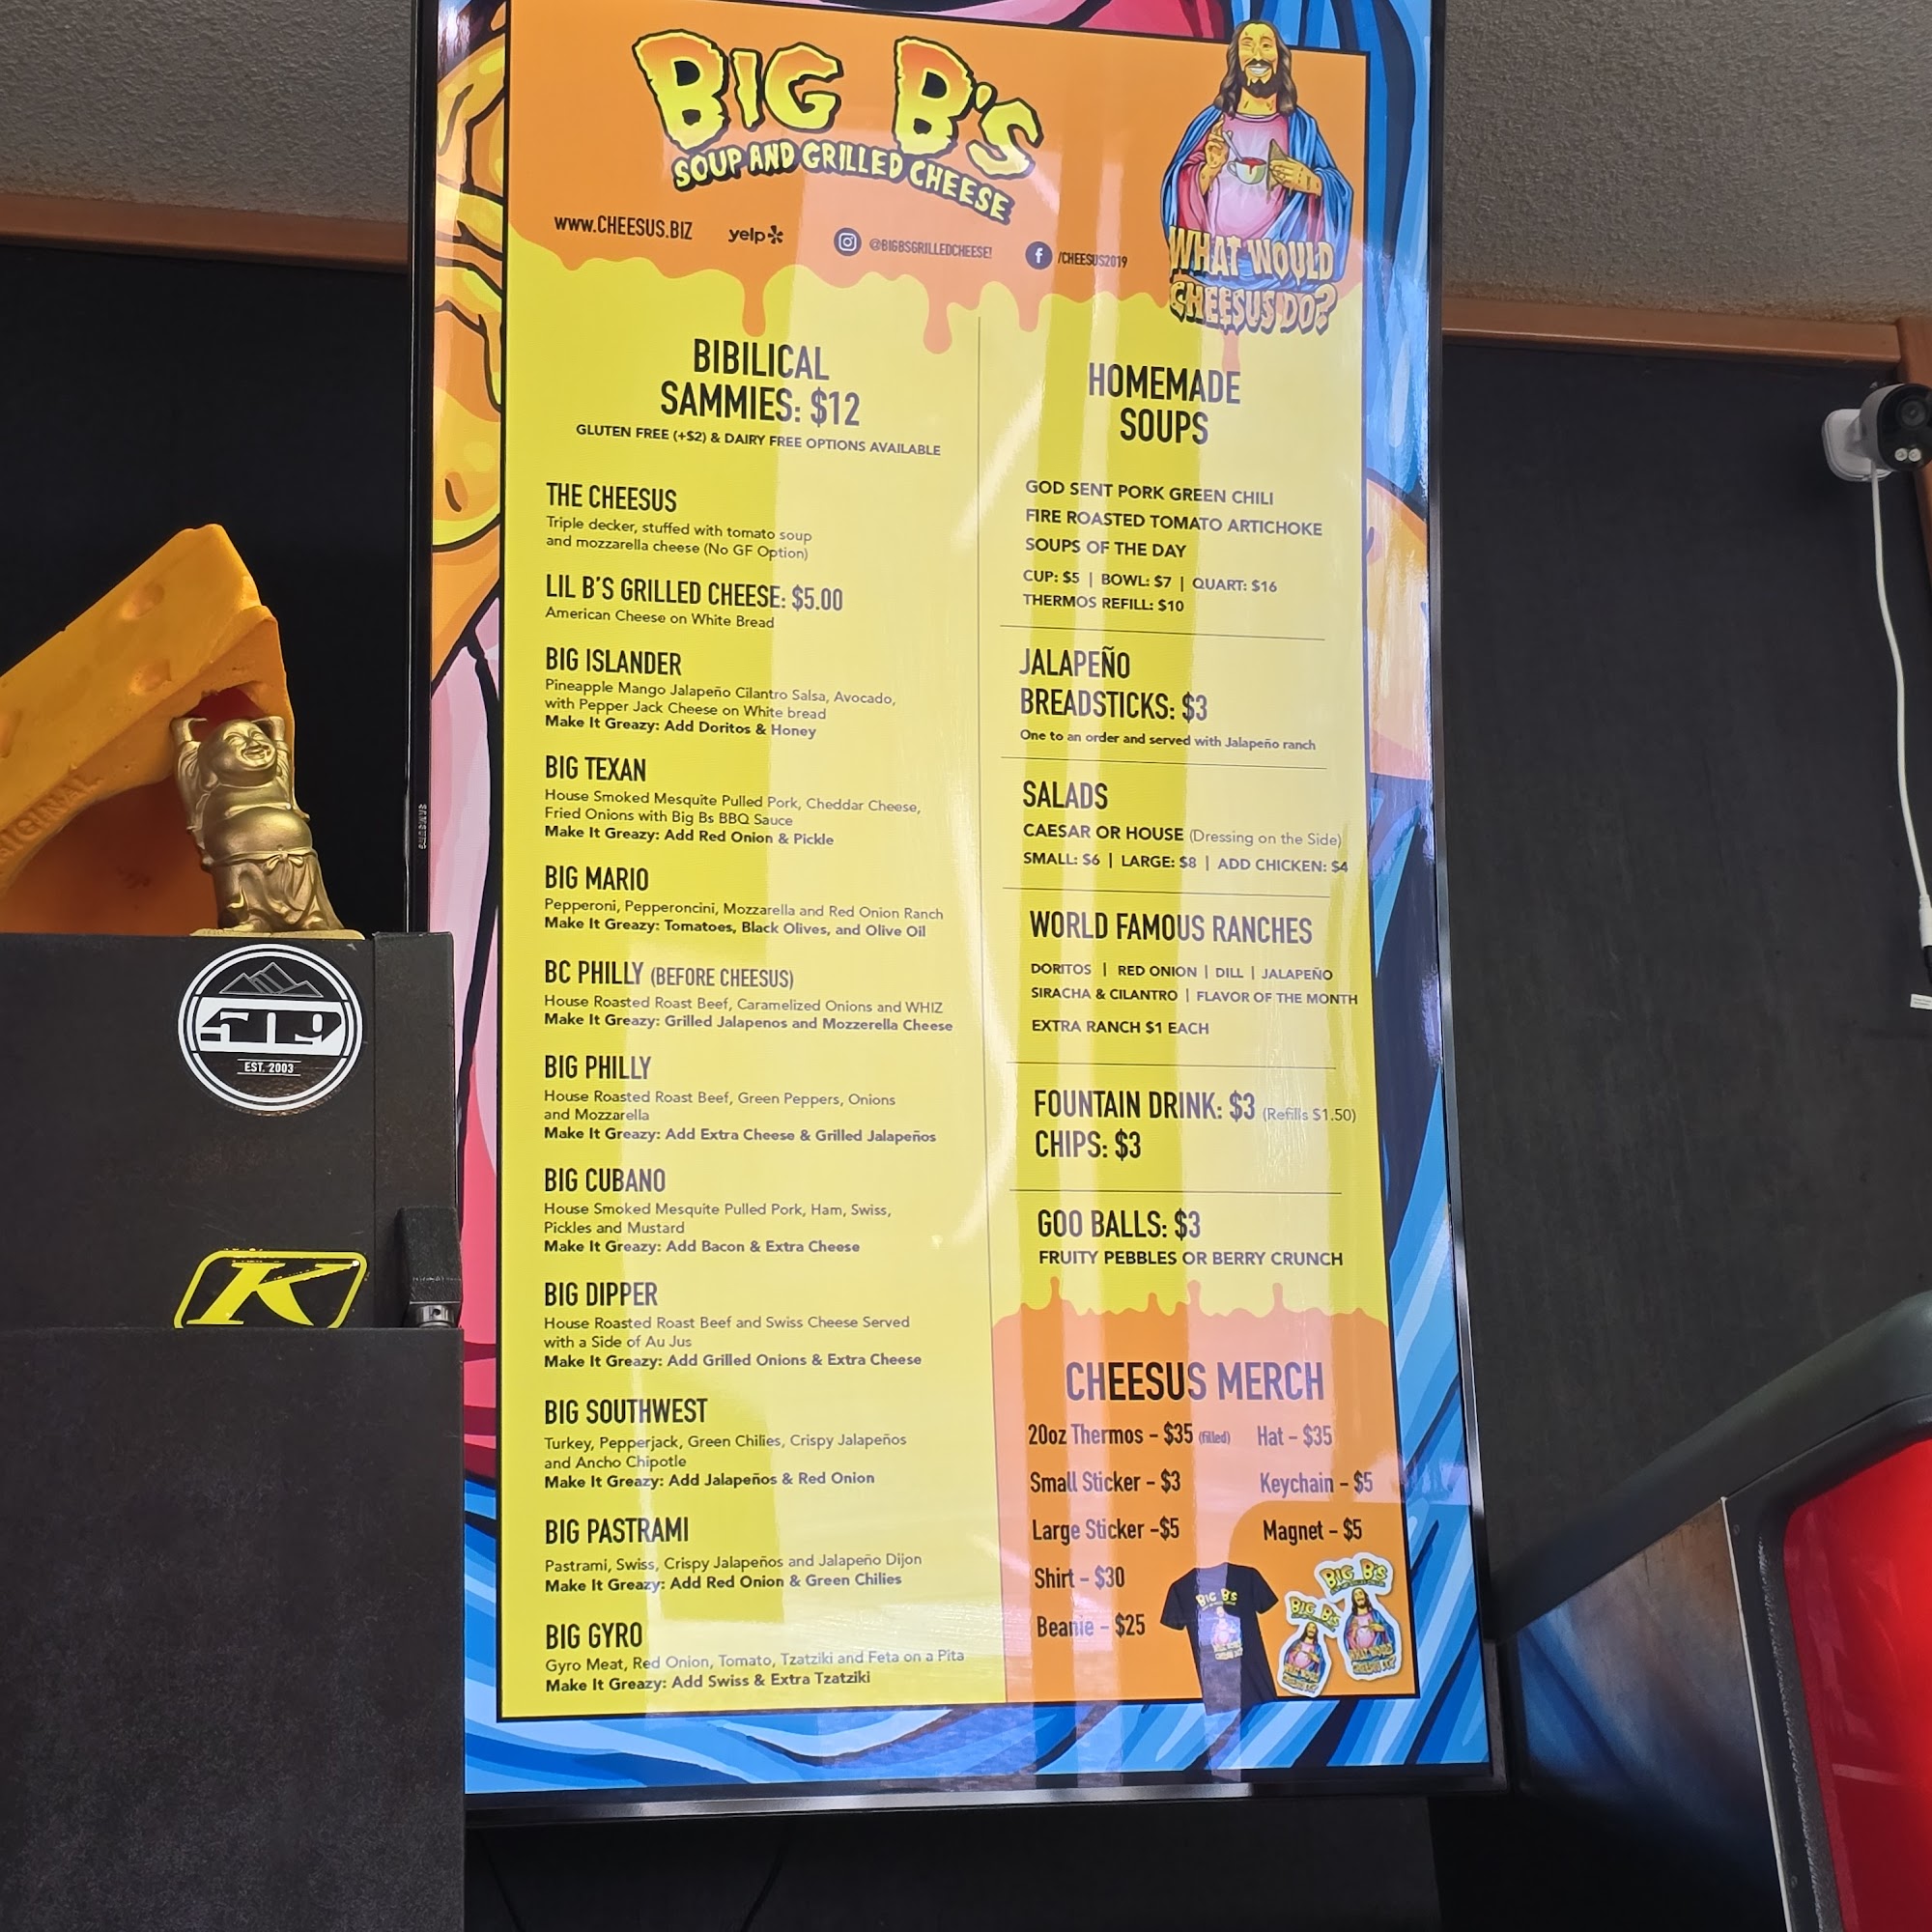 BIG B'S
SOUP AND GRILLED CHEESE
www.CHEESUS.BIZ
yelp
@BIGBSGRILLEDCHEESE!
/CHEESUS2019
WHAT WOULD
CHEESUS DO?
BIBILICAL
SAMMIES: $12
GLUTEN FREE (+$2) & DAIRY FREE OPTIONS AVAILABLE
THE CHEESUS
Triple decker, stuffed with tomato soup
and mozzarella cheese (No GF Option)
LIL B'S GRILLED CHEESE: $5.00
American Cheese on White Bread
BIG ISLANDER
Pineapple Mango Jalapeño Cilantro Salsa, Avocado,
with Pepper Jack Cheese on White bread
Make It Greazy: Add Doritos & Honey
BIG TEXAN
House Smoked Mesquite Pulled Pork, Cheddar Cheese,
Fried Onions with Big Bs BBQ Sauce
Make It Greazy: Add Red Onion & Pickle
BIG MARIO
Pepperoni, Pepperoncini, Mozzarella and Red Onion Ranch
Make It Greazy: Tomatoes, Black Olives, and Olive Oil
BC PHILLY (BEFORE CHEESUS)
House Roasted Roast Beef, Caramelized Onions and WHIZ
Make It Greazy: Grilled Jalapenos and Mozzerella Cheese
BIG PHILLY
House Roasted Roast Beef, Green Peppers, Onions
and Mozzarella
Make It Greazy: Add Extra Cheese & Grilled Jalapeños
BIG CUBANO
House Smoked Mesquite Pulled Pork, Ham, Swiss,
Pickles and Mustard
Make It Greazy: Add Bacon & Extra Cheese
BIG DIPPER
House Roasted Roast Beef and Swiss Cheese Served
with a Side of Au Jus
Make It Greazy: Add Grilled Onions & Extra Cheese
BIG SOUTHWEST
Turkey, Pepperjack, Green Chilies, Crispy Jalapeños
and Ancho Chipotle
Make It Greazy: Add Jalapeños & Red Onion
BIG PASTRAMI
Pastrami, Swiss, Crispy Jalapeños and Jalapeño Dijon
Make It Greazy: Add Red Onion & Green Chilies
BIG GYRO
Gyro Meat, Red Onion, Tomato, Tzatziki and Feta on a Pita
Make It Greazy: Add Swiss & Extra Tzatziki
HOMEMADE
SOUPS
GOD SENT PORK GREEN CHILI
FIRE ROASTED TOMATO ARTICHOKE
SOUPS OF THE DAY
CUP: $5 | BOWL: $7 | QUART: $16
THERMOS REFILL: $10
JALAPEÑO
BREADSTICKS: $3
One to an order and served with Jalapeño ranch
SALADS
CAESAR OR HOUSE (Dressing on the Side)
SMALL: $6 | LARGE: $8 | ADD CHICKEN: $4
WORLD FAMOUS RANCHES
DORITOS | RED ONION | DILL | JALAPEÑO
SIRACHA & CILANTRO | FLAVOR OF THE MONTH
EXTRA RANCH $1 EACH
FOUNTAIN DRINK: $3 (Refills $1.50)
CHIPS: $3
GOO BALLS: $3
FRUITY PEBBLES OR BERRY CRUNCH
CHEESUS MERCH
20oz Thermos - $35 (filled)
Hat - $35
Small Sticker - $3
Keychain - $5
Large Sticker -$5
Magnet - $5
Shirt - $30
Beanie - $25
BIG B'S
BIG B'S
BIG B'S
SAMSUNG
ORIGINAL
519
EST. 2003
K